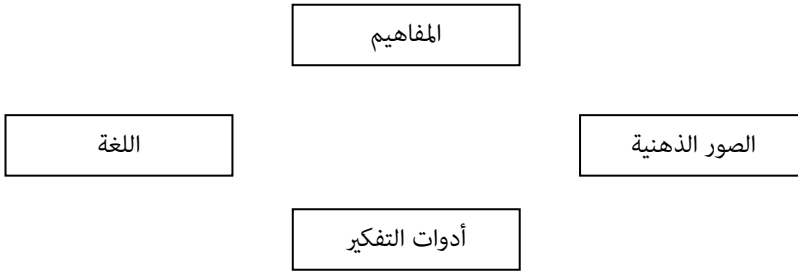 المفاهيم
الصور الذهنية
اللغة
أدوات التفكير